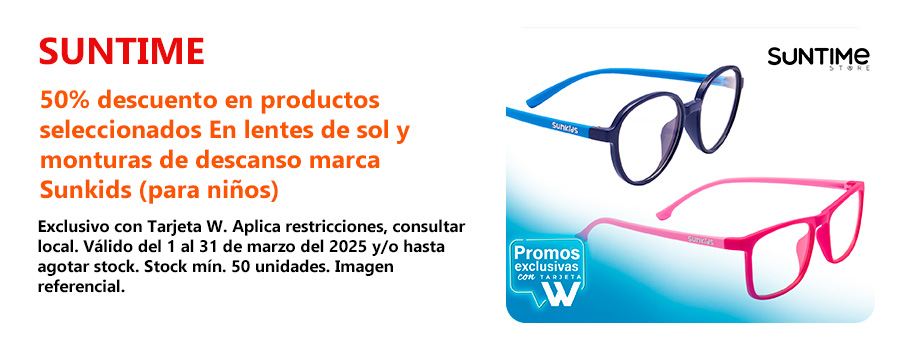 SUNTIME
50% descuento en productos
seleccionados En lentes de sol y
monturas de descanso marca
Sunkids (para niños)
Exclusivo con Tarjeta W. Aplica restricciones, consultar
local. Válido del 1 al 31 de marzo del 2025 y/o hasta
agotar stock. Stock mín. 50 unidades. Imagen
referencial.
SUNTIMe
STORE
sunkids
sunkids
Promos
exclusivas
con TARJETA
W